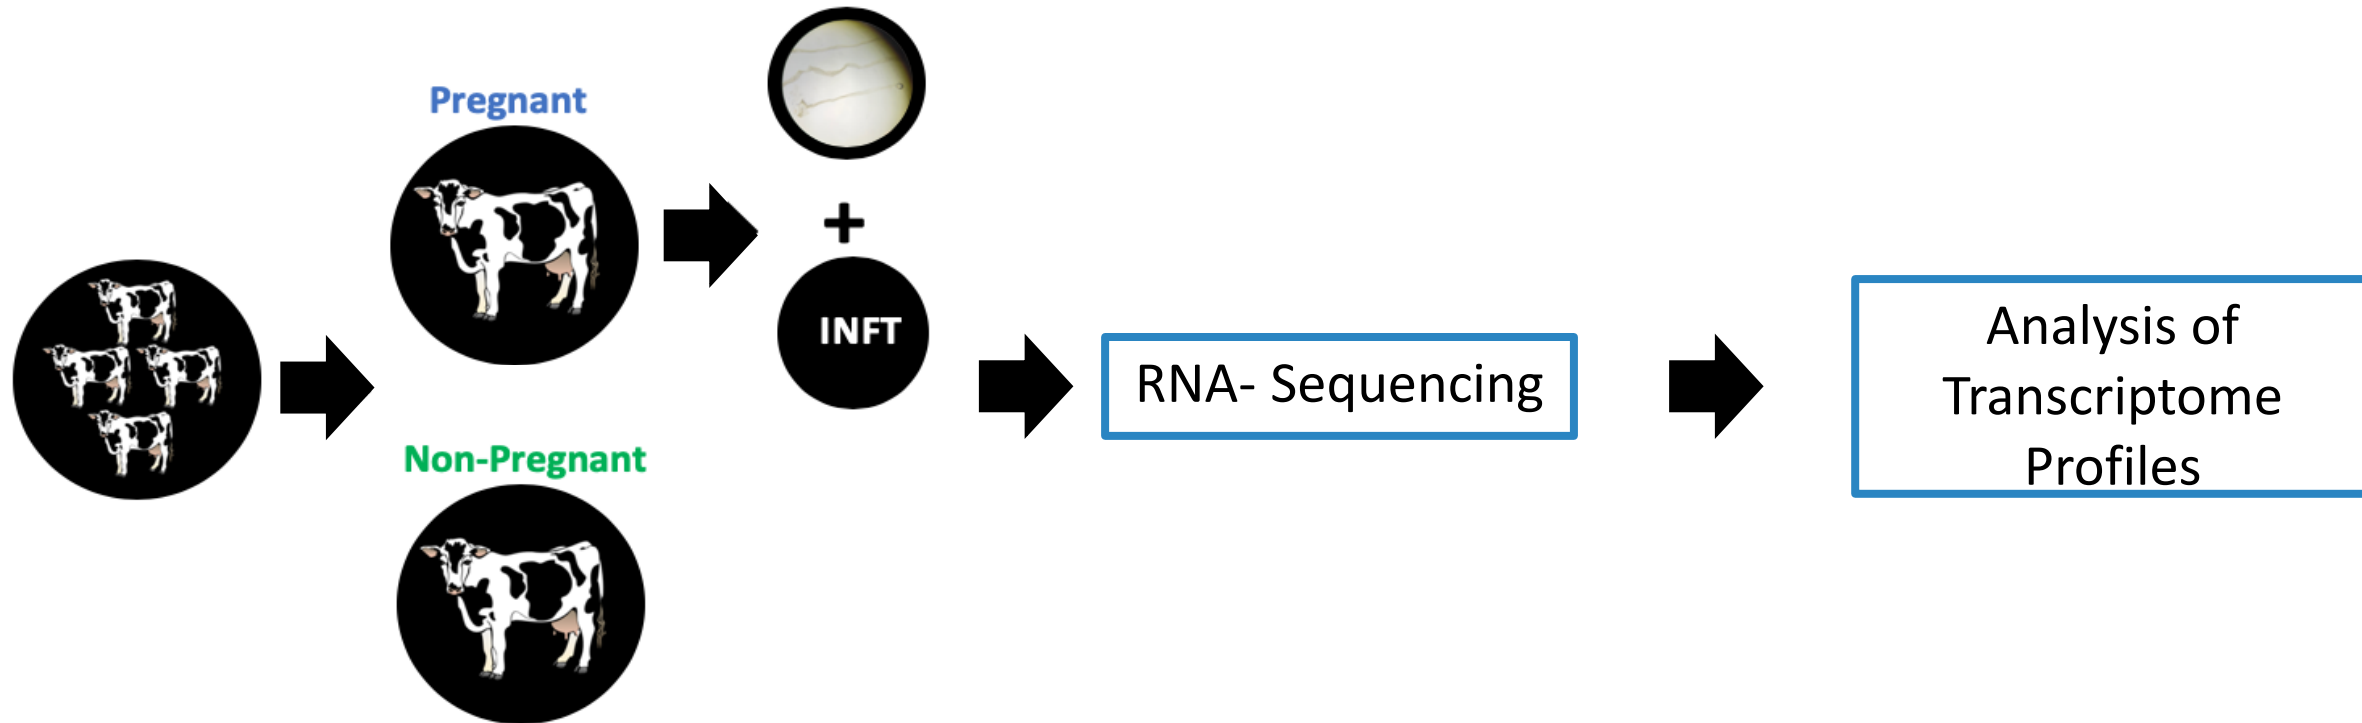 Pregnant
Non-Pregnant
INFT
RNA- Sequencing
Analysis of
Transcriptome
Profiles